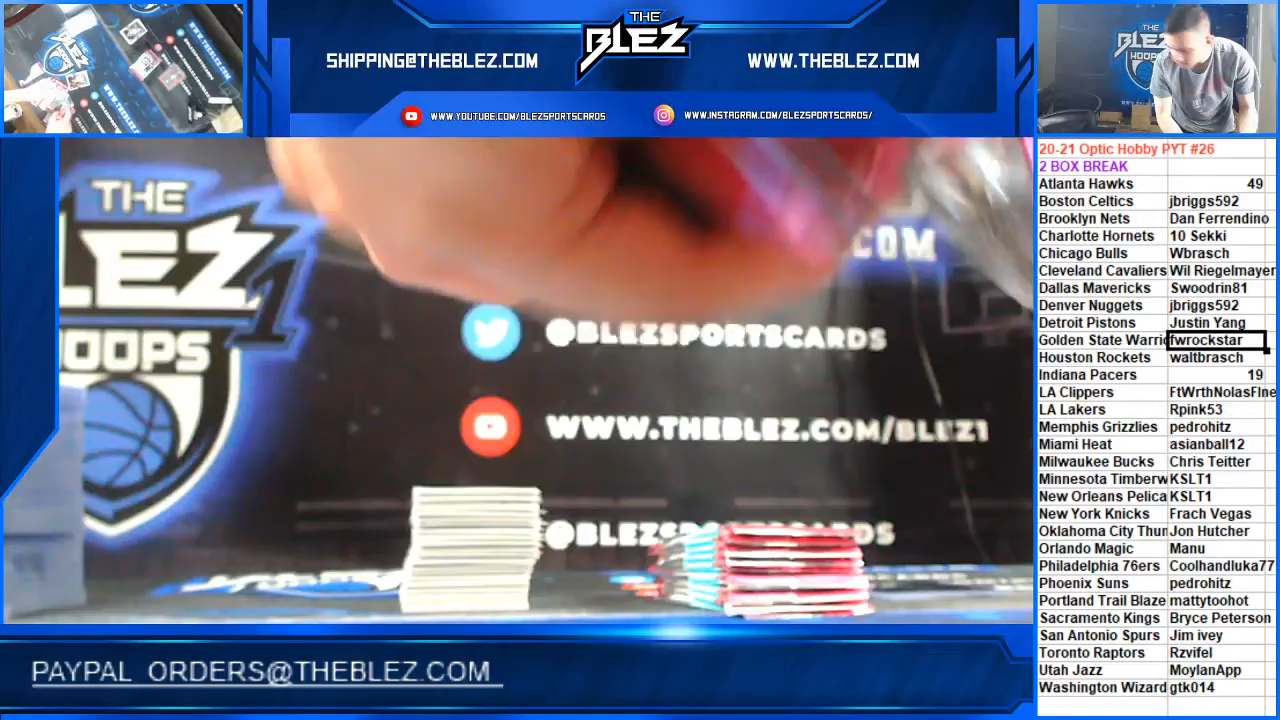 THE
BLEZ
SHIPPING@THEBLEZ.COM
WWW.THEBLEZ.COM
WWW.YOUTUBE.COM/BLEZSPORTSCARDS
WWW.INSTAGRAM.COM/BLEZSPORTSCARDS/
THE
BLEZ
HOOPS
THE
LEZ
1
HOOPS
.COM
@BLEZSPORTSCARDS
WWW.THEBLEZ.COM/BLEZ1
@BLEZSPORTSCARDS
PAYPAL ORDERS@THEBLEZ.COM
20-21 Optic Hobby PYT #26
2 BOX BREAK
Atlanta Hawks 49
Boston Celtics jbriggs592
Brooklyn Nets Dan Ferrendino
Charlotte Hornets 10 Sekki
Chicago Bulls Wbrasch
Cleveland Cavaliers Wil Riegelmayer
Dallas Mavericks Swoodrin81
Denver Nuggets jbriggs592
Detroit Pistons Justin Yang
Golden State Warri fwrockstar
Houston Rockets waltbrasch
Indiana Pacers 19
LA Clippers FtWrthNolasFIne
LA Lakers Rpink53
Memphis Grizzlies pedrohitz
Miami Heat asianball12
Milwaukee Bucks Chris Teitter
Minnesota Timberw KSLT1
New Orleans Pelica KSLT1
New York Knicks Frach Vegas
Oklahoma City Thun Jon Hutcher
Orlando Magic Manu
Philadelphia 76ers Coolhandluka77
Phoenix Suns pedrohitz
Portland Trail Blaze mattytoohot
Sacramento Kings Bryce Peterson
San Antonio Spurs Jim ivey
Toronto Raptors Rzvifel
Utah Jazz MoylanApp
Washington Wizard gtk014